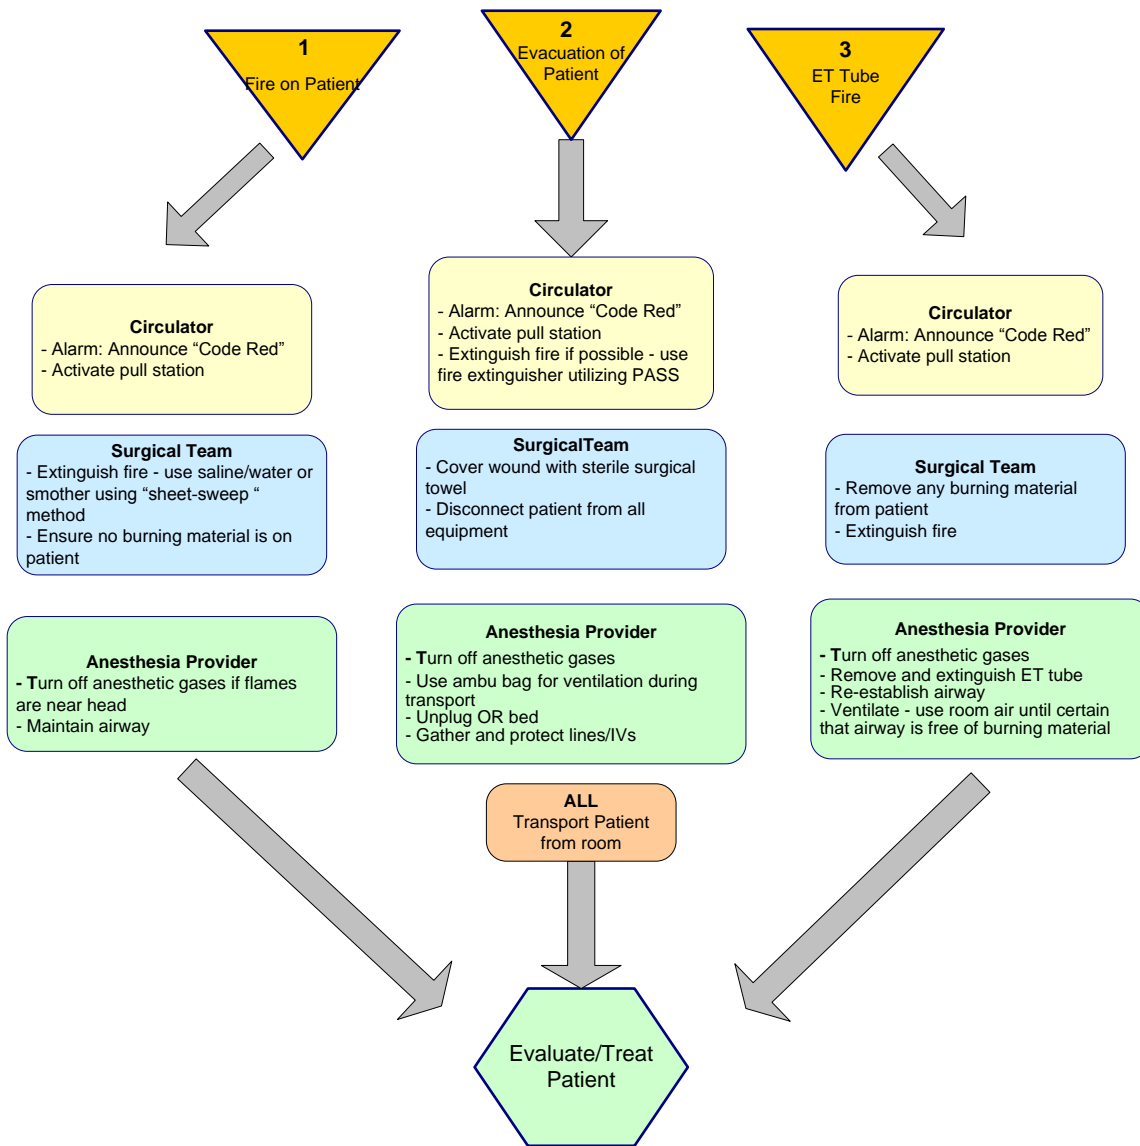 1
Fire on Patient
2
Evacuation of
Patient
3
ET Tube
Fire
Circulator
- Alarm: Announce “Code Red”
- Activate pull station
Circulator
- Alarm: Announce “Code Red”
- Activate pull station
- Extinguish fire if possible - use
fire extinguisher utilizing PASS
Circulator
- Alarm: Announce “Code Red”
- Activate pull station
Surgical Team
- Extinguish fire - use saline/water or
smother using “sheet-sweep “
method
- Ensure no burning material is on
patient
SurgicalTeam
- Cover wound with sterile surgical
towel
- Disconnect patient from all
equipment
Surgical Team
- Remove any burning material
from patient
- Extinguish fire
Anesthesia Provider
- Turn off anesthetic gases if flames
are near head
- Maintain airway
Anesthesia Provider
- Turn off anesthetic gases
- Use ambu bag for ventilation during
transport
- Unplug OR bed
- Gather and protect lines/IVs
Anesthesia Provider
- Turn off anesthetic gases
- Remove and extinguish ET tube
- Re-establish airway
- Ventilate - use room air until certain
that airway is free of burning material
ALL
Transport Patient
from room
Evaluate/Treat
Patient